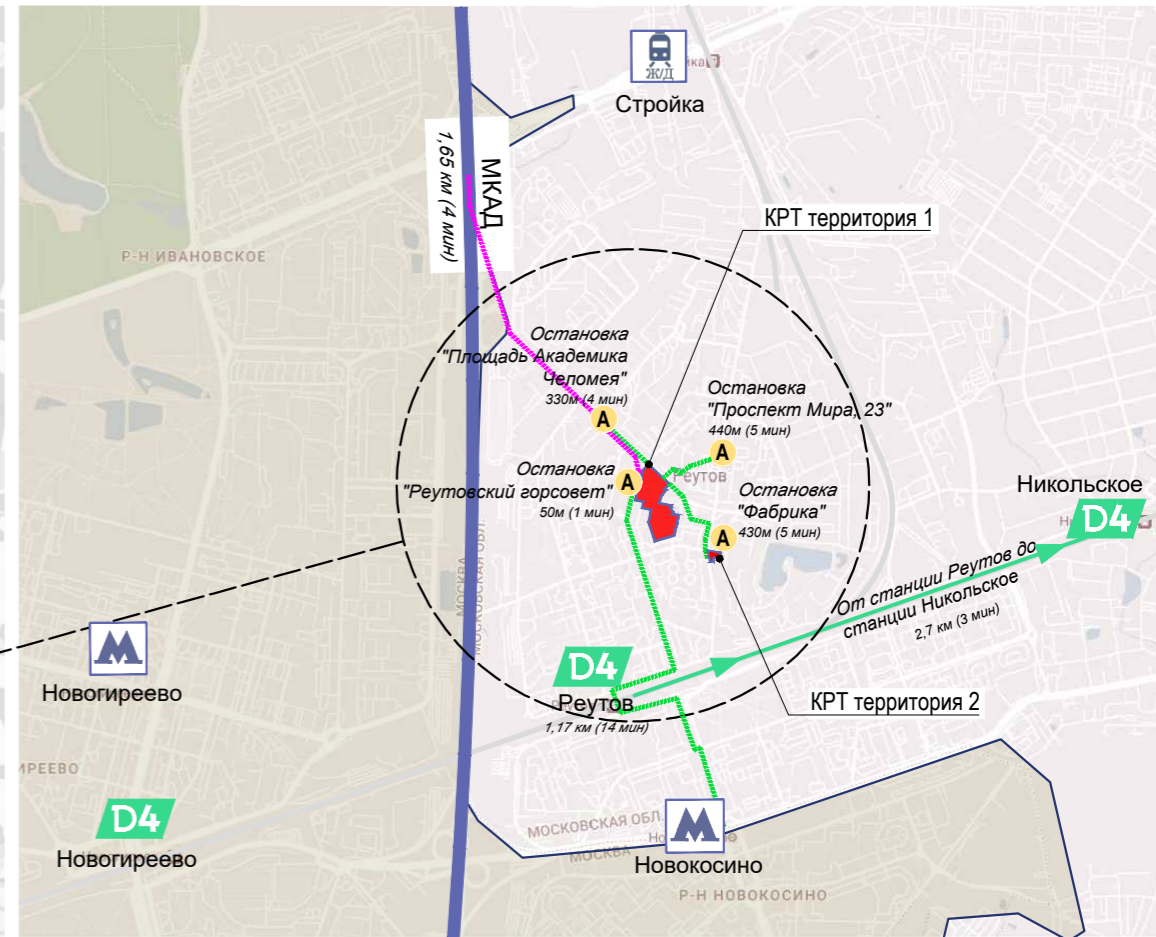 Ж/Д
Стройка
МКАД
1,65 км (4 мин)
КРТ территория 1
Р-Н ИВАНОВСКОЕ
Остановка
"Площадь Академика
Челомея"
330м (4 мин)
А
Остановка
"Проспект Мира, 23"
440м (5 мин)
А
Остановка
"Реутовский горсовет"
50м (1 мин)
А
Реутов
Остановка
"Фабрика"
430м (5 мин)
А
Никольское
D4
От станции Реутов до
станции Никольское
2,7 км (3 мин)
МОСКВА
МОСКОВСКАЯ ОБЛ.
Новогиреево
D4
Реутов
1,17 км (14 мин)
КРТ территория 2
ИРЕЕВО
D4
Новогиреево
МОСКОВСКАЯ ОБЛ.
МОСКВА
Новокосино
Р-Н НОВОКОСИНО